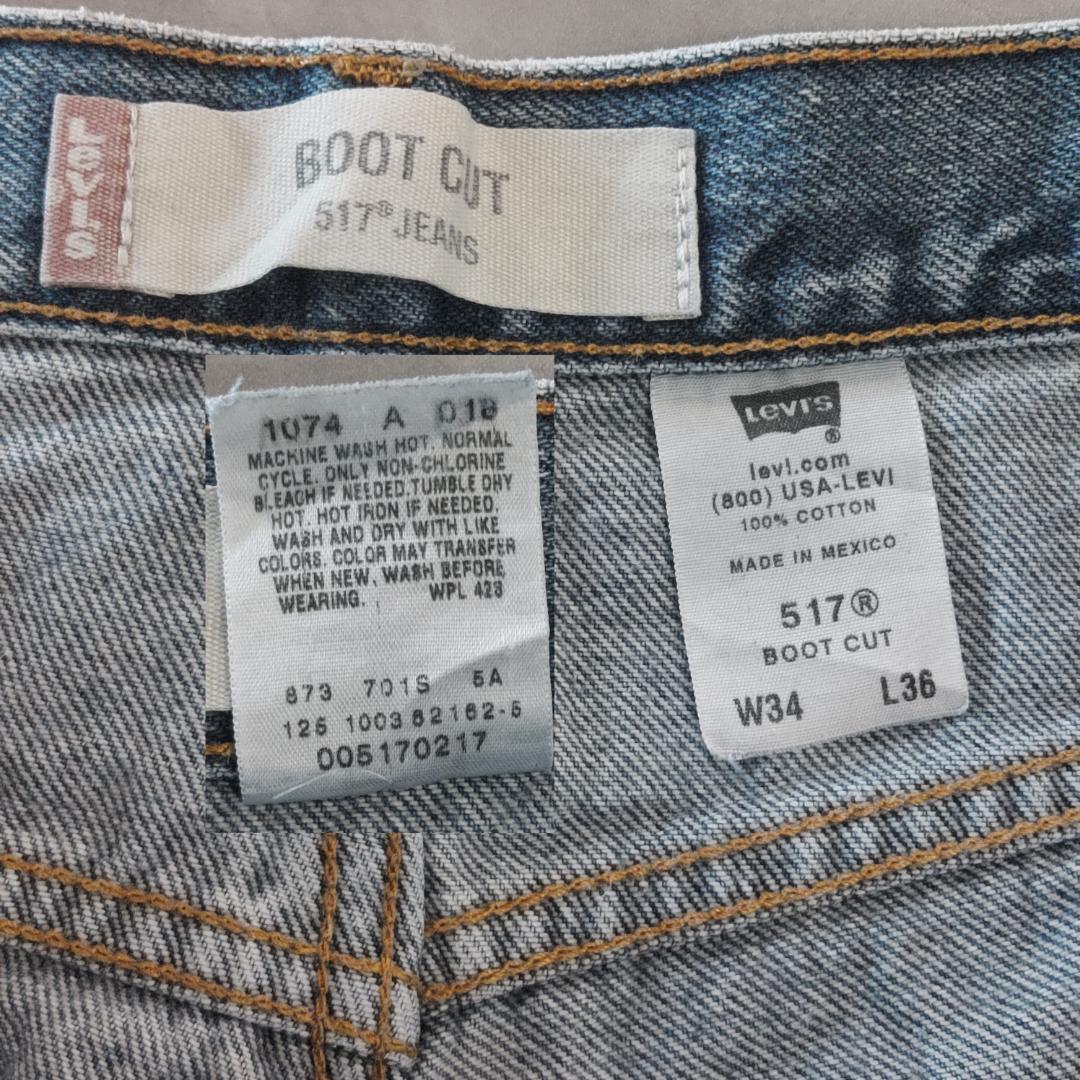 Levi's
BOOT CUT
517® JEANS
1074 A 018
MACHINE WASH HOT, NORMAL
CYCLE. ONLY NON-CHLORINE
BLEACH IF NEEDED. TUMBLE DRY
HOT. HOT IRON IF NEEDED.
WASH AND DRY WITH LIKE
COLORS. COLOR MAY TRANSFER
WHEN NEW, WASH BEFORE
WEARING. WPL 423
873 701S 5A
125 1003 82162-5
005170217
Levi's
®
levi.com
(800) USA-LEVI
100% COTTON
MADE IN MEXICO
517®
BOOT CUT
W34 L36